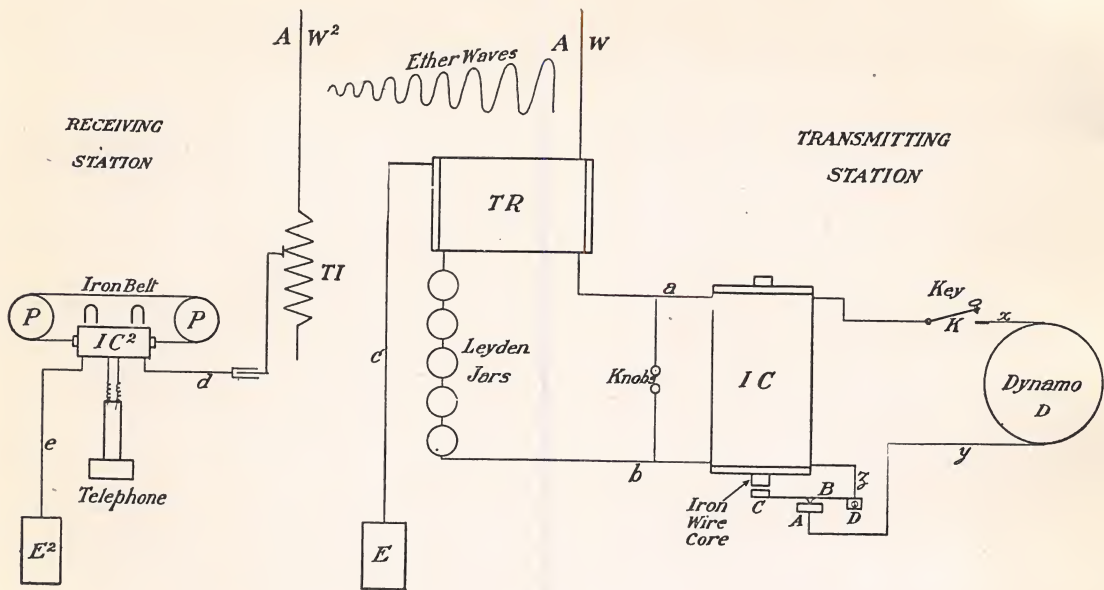 A W²
Ether Waves
A W
RECEIVING
STATION
TRANSMITTING
STATION
TR
TI
Iron Belt
P
P
IC²
d
e
Telephone
E²
c
Leyden
Jars
E
a
Knobs
b
IC
Key
K
x
Dynamo
D
y
z
Iron
Wire
Core
C
B
A
D